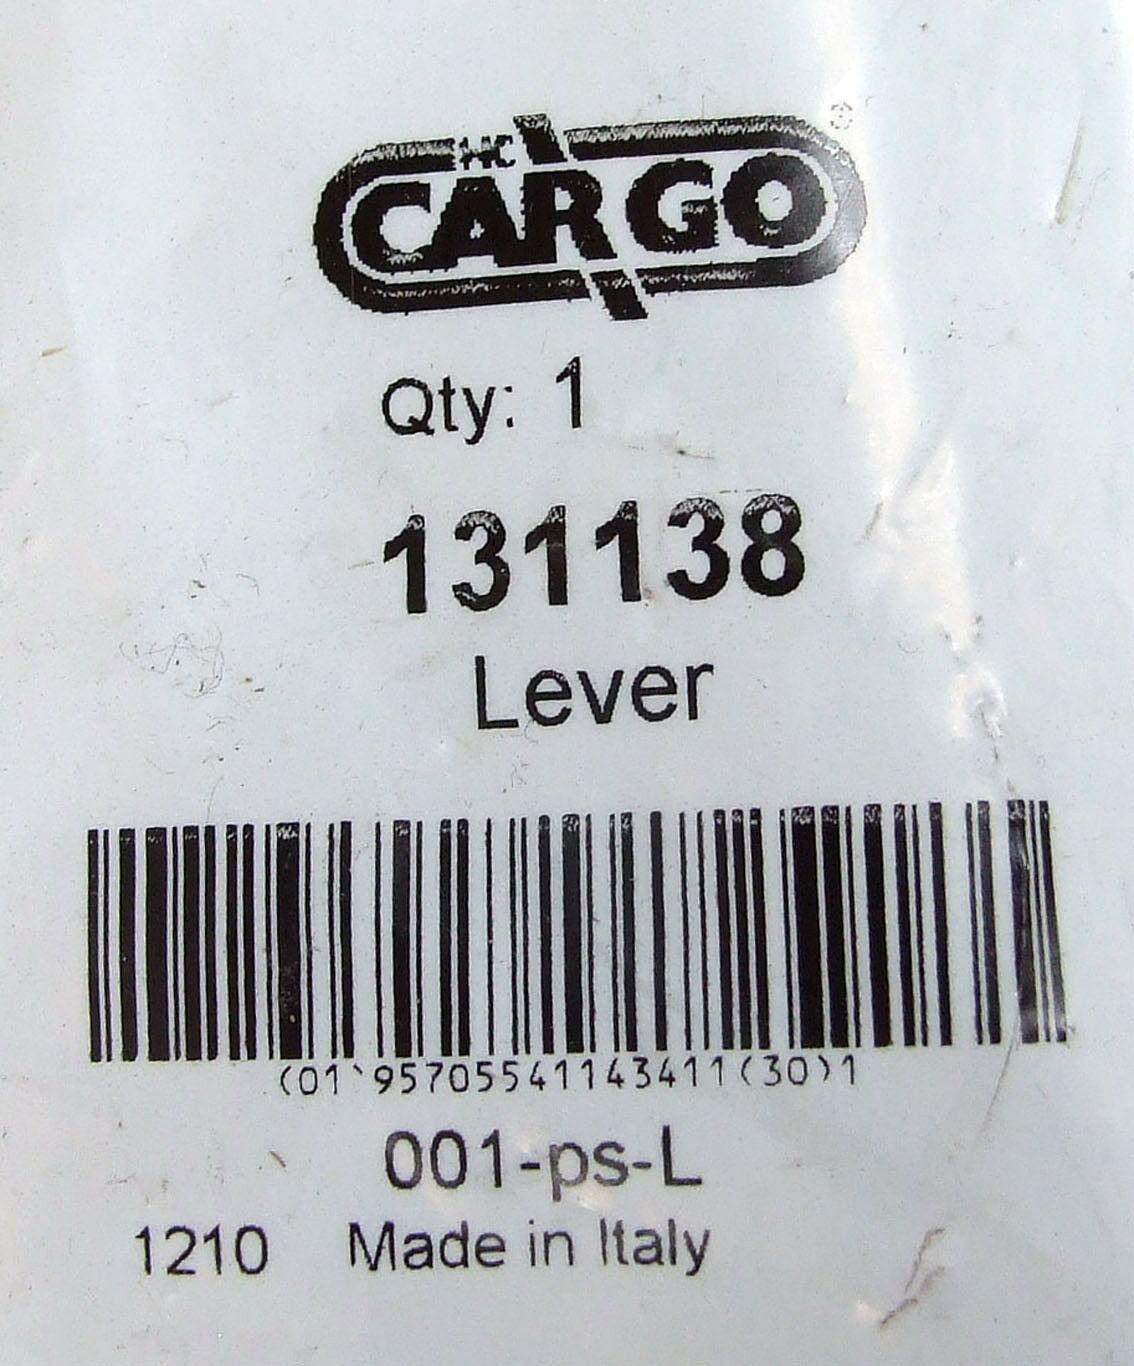 HC
CARGO
Qty: 1
131138
Lever
(01)95705541143411(30)1
001-ps-L
1210 Made in Italy